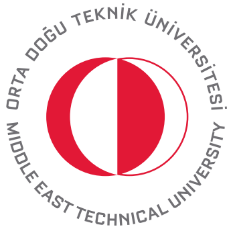 ORTA DOĞU TEKNİK ÜNİVERSİTESİ
MIDDLE EAST TECHNICAL UNIVERSITY